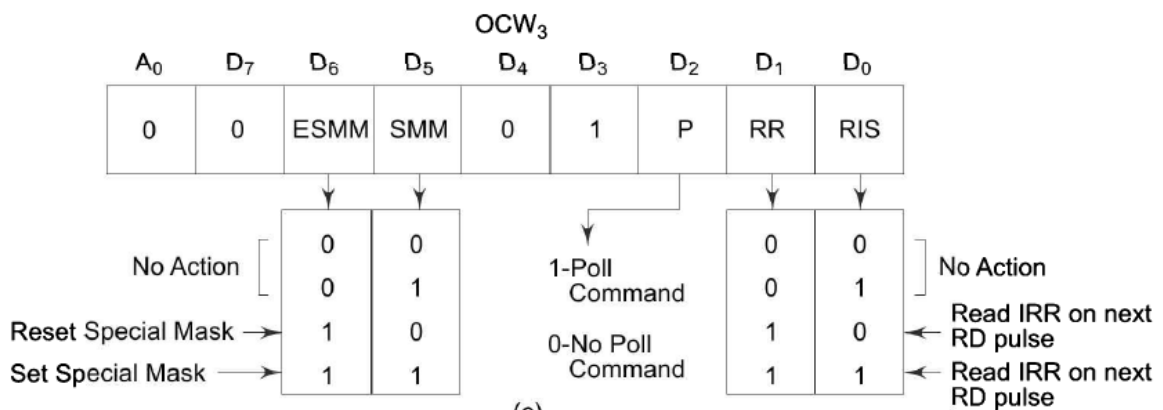 OCW₃
A₀ D₇ D₆ D₅ D₄ D₃ D₂ D₁ D₀
0 0 ESMM SMM 0 1 P RR RIS
0 0 0 0
No Action 1-Poll No Action
0 1 Command 0 1
Reset Special Mask 1 0 0-No Poll 1 0 Read IRR on next
Command RD pulse
Set Special Mask 1 1 1 1 Read IRR on next
RD pulse